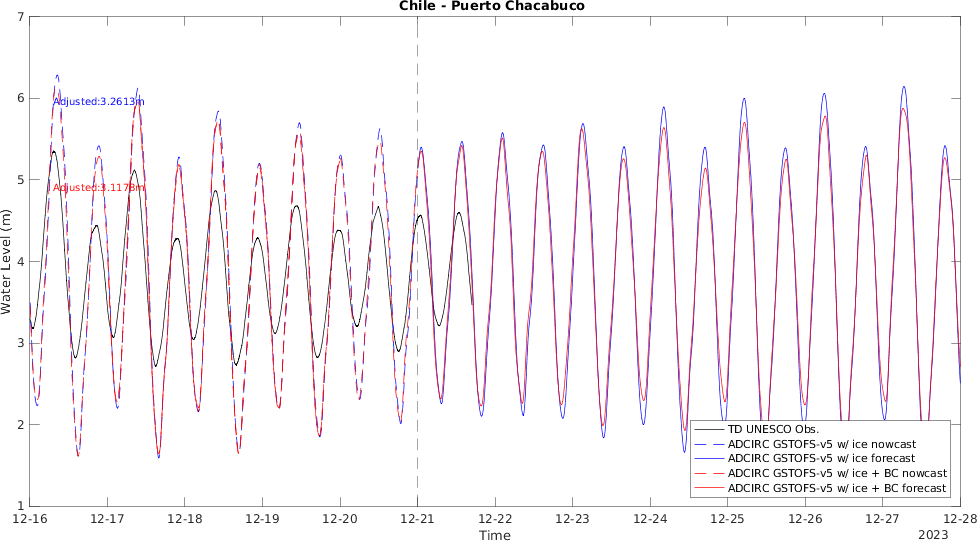 Chile - Puerto Chacabuco
7
6
5
4
3
2
1
Water Level (m)
Adjusted:3.2613m
Adjusted:3.1178m
TD UNESCO Obs.
ADCIRC GSTOFS-v5 w/ ice nowcast
ADCIRC GSTOFS-v5 w/ ice forecast
ADCIRC GSTOFS-v5 w/ ice + BC nowcast
ADCIRC GSTOFS-v5 w/ ice + BC forecast
12-16 12-17 12-18 12-19 12-20 12-21 12-22 12-23 12-24 12-25 12-26 12-27 12-28
Time
2023